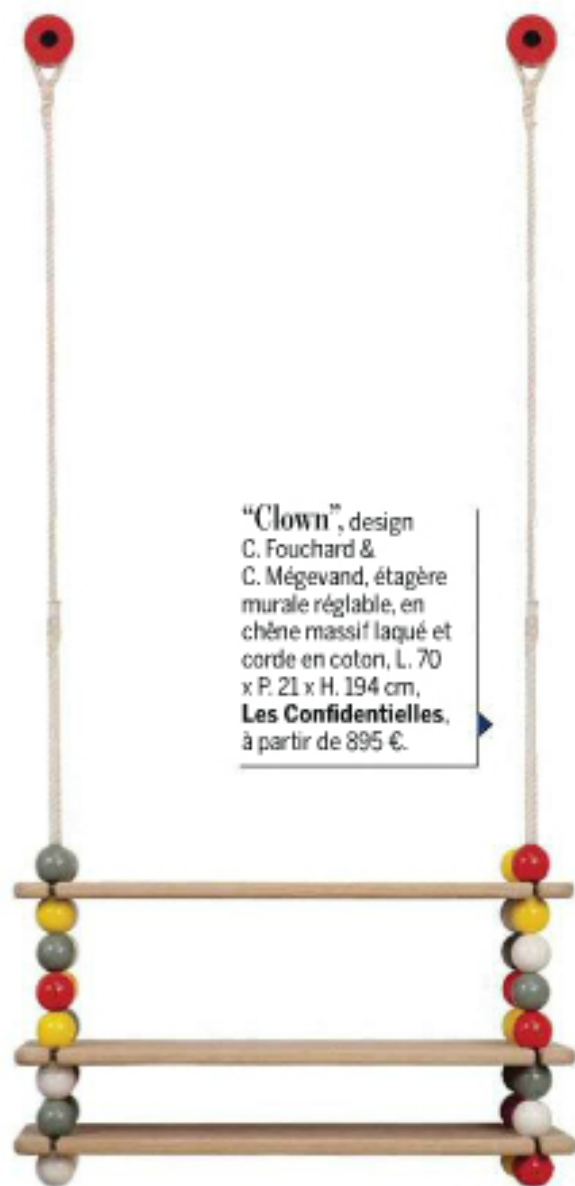 “Clown”, design
C. Fouchard &
C. Mégevand, étagère
murale réglable, en
chêne massif laqué et
corde en coton, L. 70
x P. 21 x H. 194 cm,
Les Confidentielles,
à partir de 895 €.